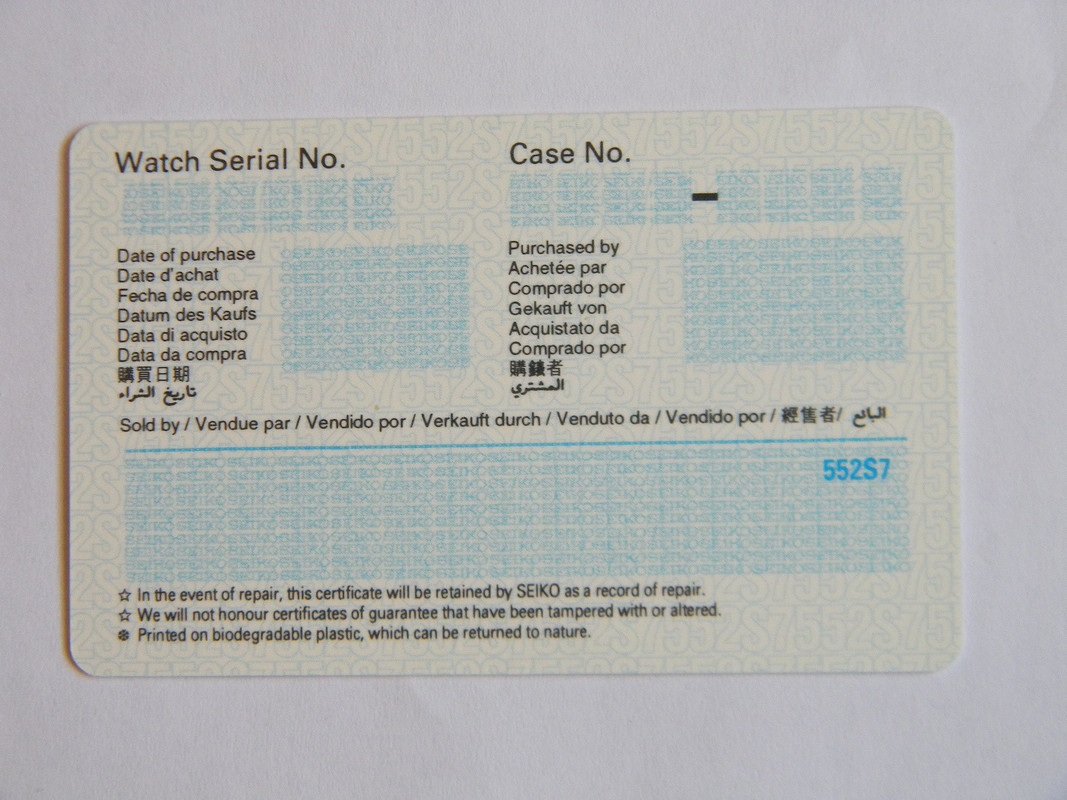 Watch Serial No.
Case No.
–
Date of purchase
Date d'achat
Fecha de compra
Datum des Kaufs
Data di acquisto
Data da compra
購買日期
تاريخ الشراء
Purchased by
Achetée par
Comprado por
Gekauft von
Acquistato da
Comprado por
購錶者
المشتري
Sold by / Vendue par / Vendido por / Verkauft durch / Venduto da / Vendido por / 經售者/ البائع
552S7
☆ In the event of repair, this certificate will be retained by SEIKO as a record of repair.
☆ We will not honour certificates of guarantee that have been tampered with or altered.
❄ Printed on biodegradable plastic, which can be returned to nature.